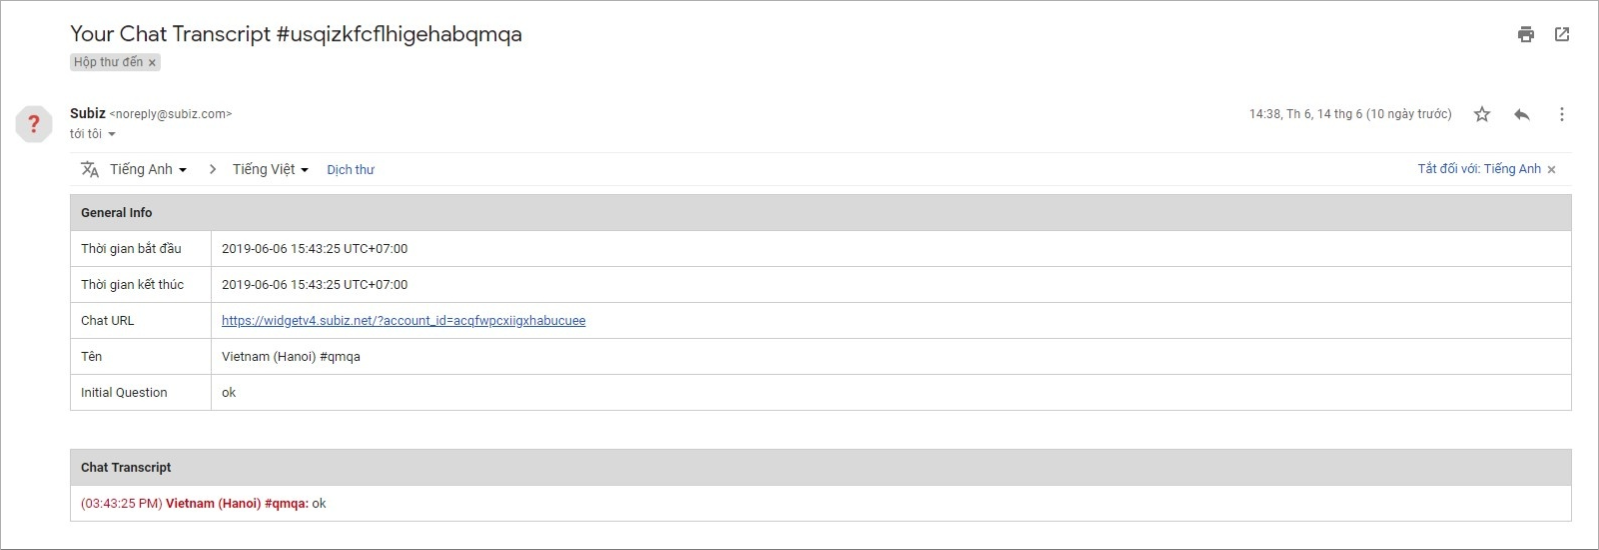 Your Chat Transcript #usqizkfcflhigehabqmqa
Hộp thư đến ×
Subiz <noreply@subiz.com>
14:38, Th 6, 14 thg 6 (10 ngày trước)
tới tôi
Tiếng Anh > Tiếng Việt Dịch thư
Tắt đối với: Tiếng Anh ×
General Info
Thời gian bắt đầu 2019-06-06 15:43:25 UTC+07:00
Thời gian kết thúc 2019-06-06 15:43:25 UTC+07:00
Chat URL https://widgetv4.subiz.net/?account_id=acqfwpcxiigxhabucuee
Tên Vietnam (Hanoi) #qmqa
Initial Question ok
Chat Transcript
(03:43:25 PM) Vietnam (Hanoi) #qmqa: ok